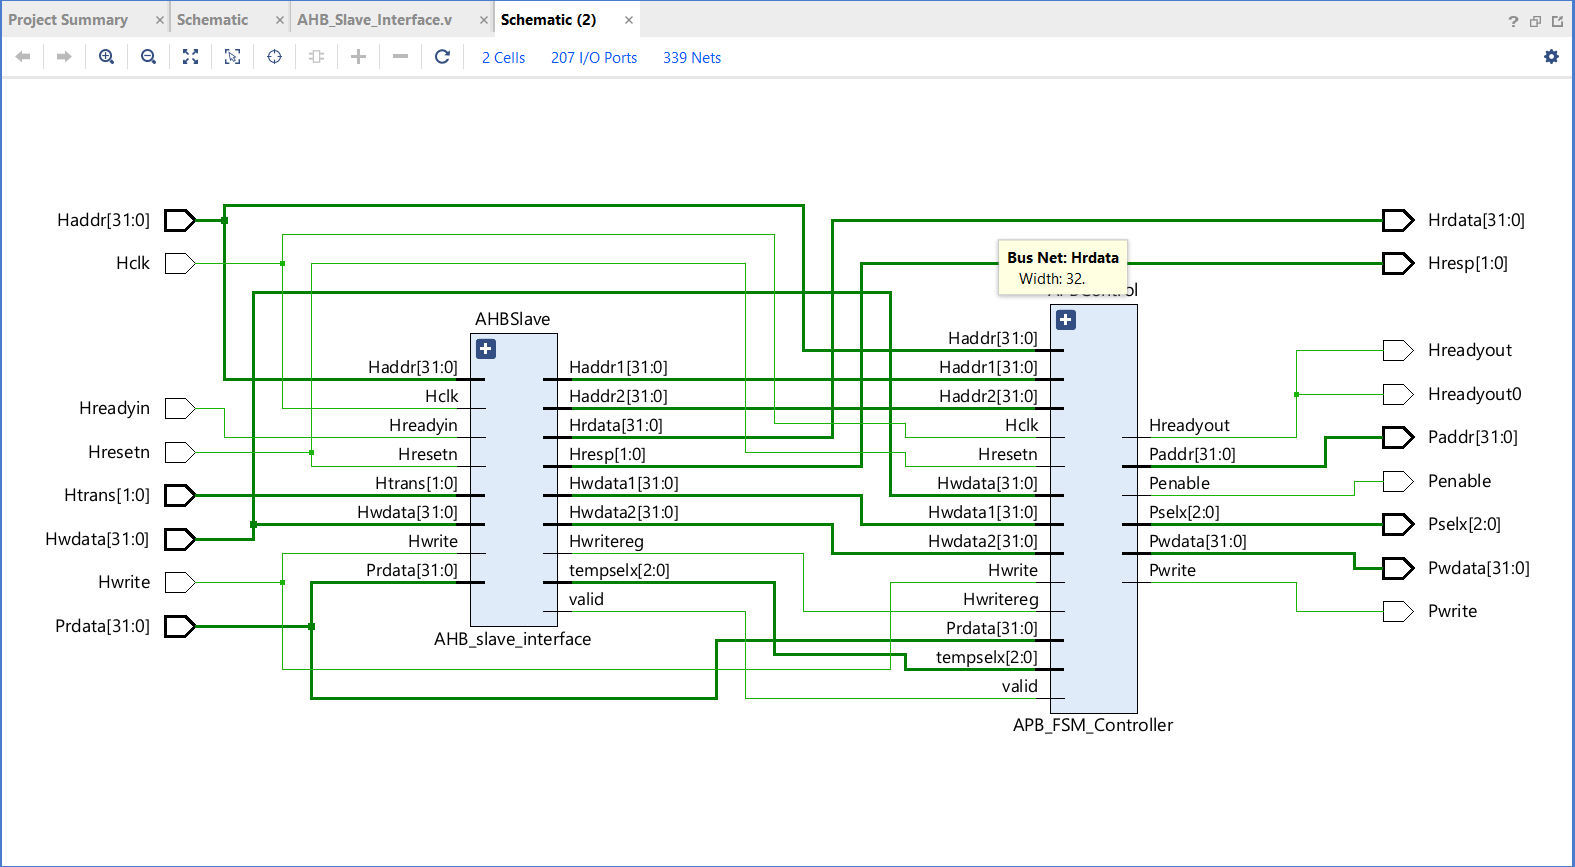 Project Summary × Schematic × AHB_Slave_Interface.v × Schematic (2) ×
?
2 Cells 207 I/O Ports 339 Nets
Haddr[31:0]
Hclk
Hreadyin
Hresetn
Htrans[1:0]
Hwdata[31:0]
Hwrite
Prdata[31:0]
AHBSlave
Haddr[31:0]
Hclk
Hreadyin
Hresetn
Htrans[1:0]
Hwdata[31:0]
Hwrite
Prdata[31:0]
Haddr1[31:0]
Haddr2[31:0]
Hrdata[31:0]
Hresp[1:0]
Hwdata1[31:0]
Hwdata2[31:0]
Hwritereg
tempselx[2:0]
valid
AHB_slave_interface
Bus Net: Hrdata
Width: 32.
Haddr[31:0]
Haddr1[31:0]
Haddr2[31:0]
Hclk
Hresetn
Hwdata[31:0]
Hwdata1[31:0]
Hwdata2[31:0]
Hwrite
Hwritereg
Prdata[31:0]
tempselx[2:0]
valid
Hreadyout
Paddr[31:0]
Penable
Pselx[2:0]
Pwdata[31:0]
Pwrite
APB_FSM_Controller
Hrdata[31:0]
Hresp[1:0]
Hreadyout
Hreadyout0
Paddr[31:0]
Penable
Pselx[2:0]
Pwdata[31:0]
Pwrite